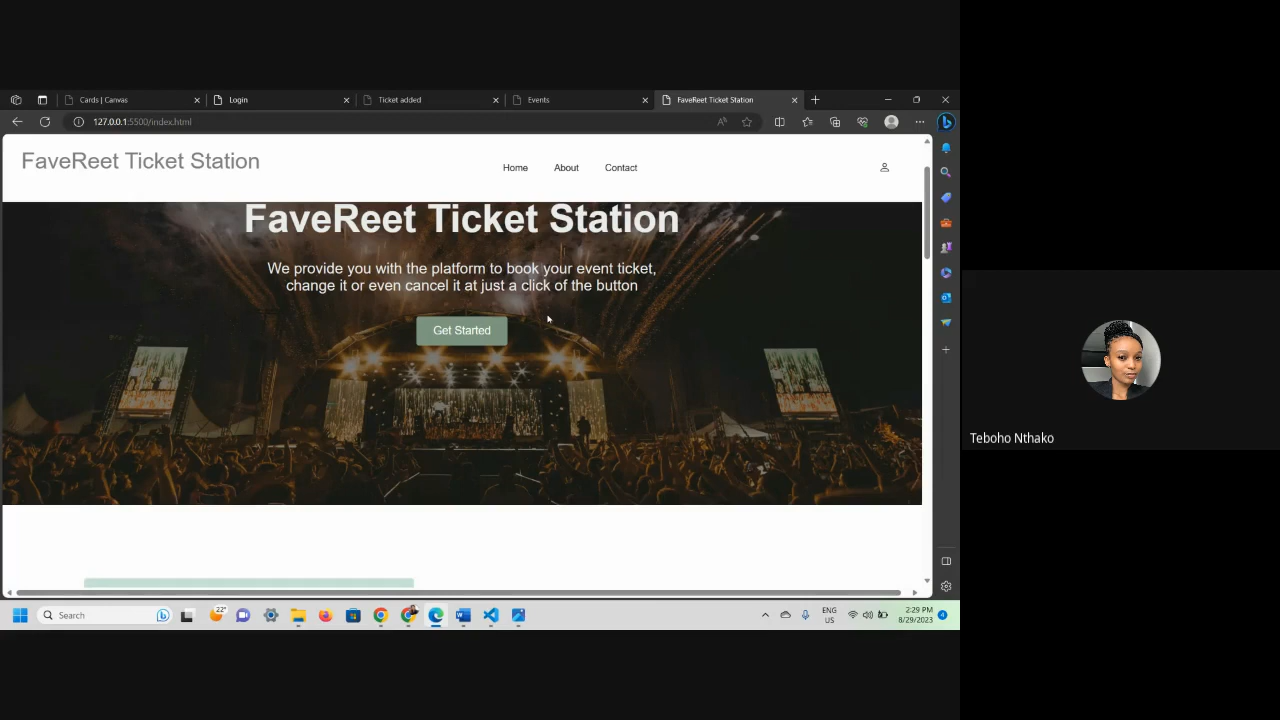 Cards | Canvas
Login
Ticket added
Events
FaveReet Ticket Station
127.0.0.1:5500/index.html
FaveReet Ticket Station
Home
About
Contact
FaveReet Ticket Station
We provide you with the platform to book your event ticket,
change it or even cancel it at just a click of the button
Get Started
Teboho Nthako
Search
22°
ENG
US
2:29 PM
8/29/2023
4